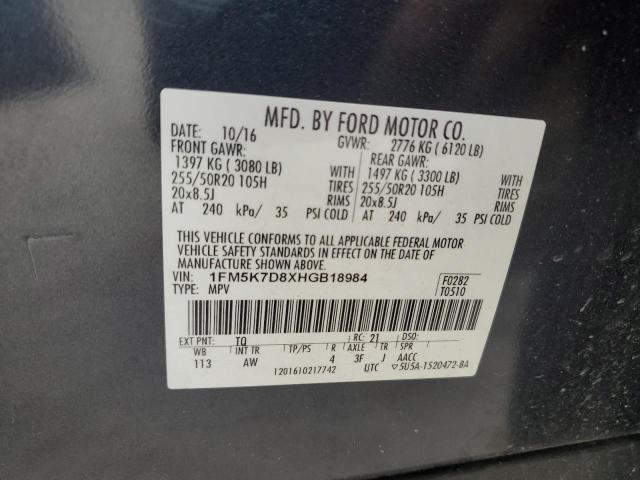 MFD. BY FORD MOTOR CO.
DATE: 10/16 GVWR: 2776 KG ( 6120 LB)
FRONT GAWR: REAR GAWR:
1397 KG ( 3080 LB) WITH 1497 KG ( 3300 LB) WITH
255/50R20 105H TIRES 255/50R20 105H TIRES
20x8.5J RIMS 20x8.5J RIMS
AT 240 kPa/ 35 PSI COLD AT 240 kPa/ 35 PSI COLD
THIS VEHICLE CONFORMS TO ALL APPLICABLE FEDERAL MOTOR
VEHICLE SAFETY STANDARDS IN EFFECT ON THE DATE OF
MANUFACTURE SHOWN ABOVE.
VIN: 1FM5K7D8XHGB18984 F0282
TYPE: MPV T0510
EXT PNT: TQ RC: 21 DSO:
WB INT TR TP/PS R AXLE TR SPR
113 AW 4 3F J AACC
1201610217742 UTC ▽5U5A-1520472-BA